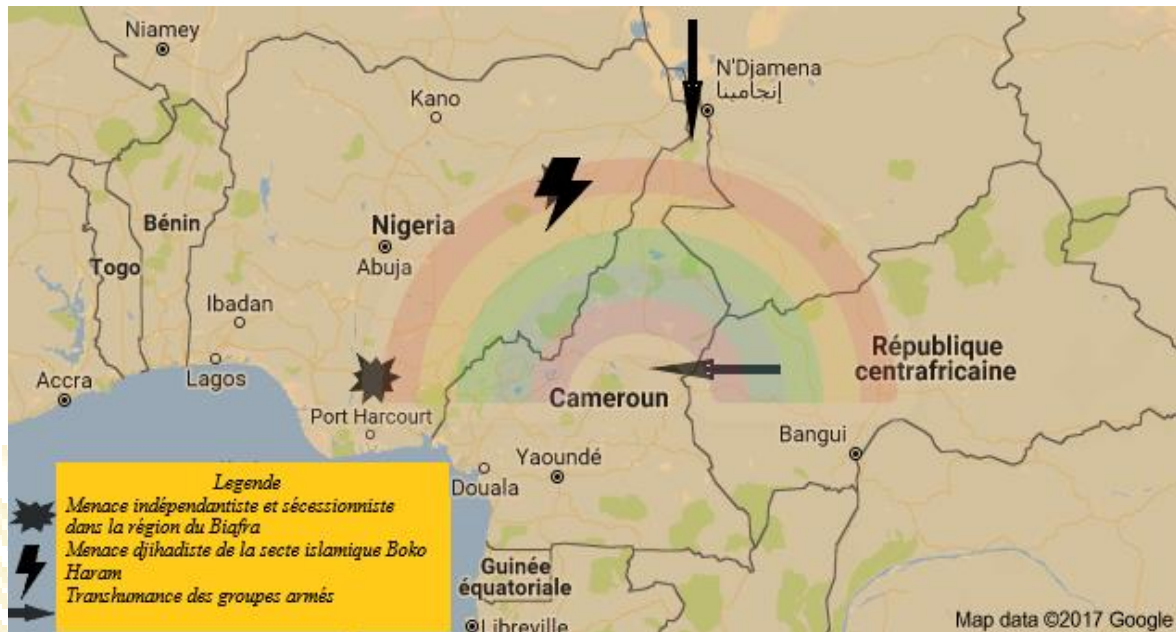 Niamey
N'Djamena
إنجامينا
Kano
Bénin
Nigeria
Abuja
Togo
Ibadan
Lagos
Accra
République
centrafricaine
Cameroun
Port Harcourt
Bangui
Yaoundé
Douala
Legende
Menace indépendantiste et sécessionniste
dans la région du Biafra
Menace djihadiste de la secte islamique Boko
Haram
Transhumance des groupes armés
Guinée
équatoriale
Libreville
Map data ©2017 Google